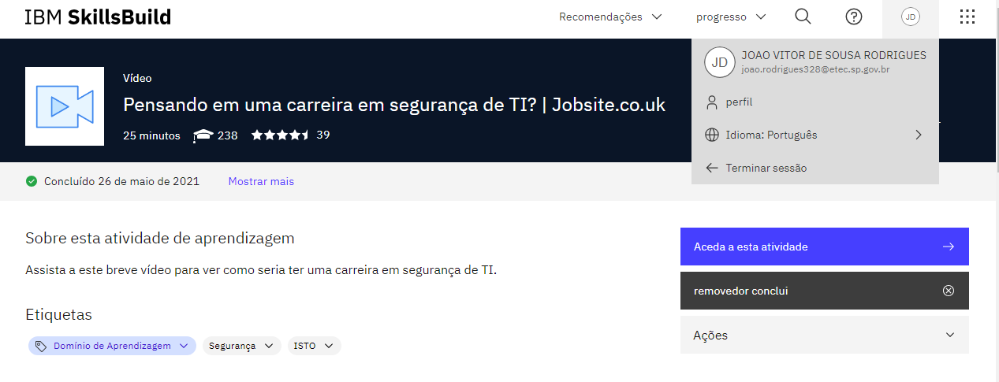 IBM SkillsBuild
Recomendações
progresso
JD
JD
JOAO VITOR DE SOUSA RODRIGUES
joao.rodrigues328@etec.sp.gov.br
perfil
Idioma: Português
Terminar sessão
Vídeo
Pensando em uma carreira em segurança de TI? | Jobsite.co.uk
25 minutos 238 39
Concluído 26 de maio de 2021 Mostrar mais
Sobre esta atividade de aprendizagem
Assista a este breve vídeo para ver como seria ter uma carreira em segurança de TI.
Etiquetas
Domínio de Aprendizagem Segurança ISTO
Aceda a esta atividade
removedor conclui
Ações